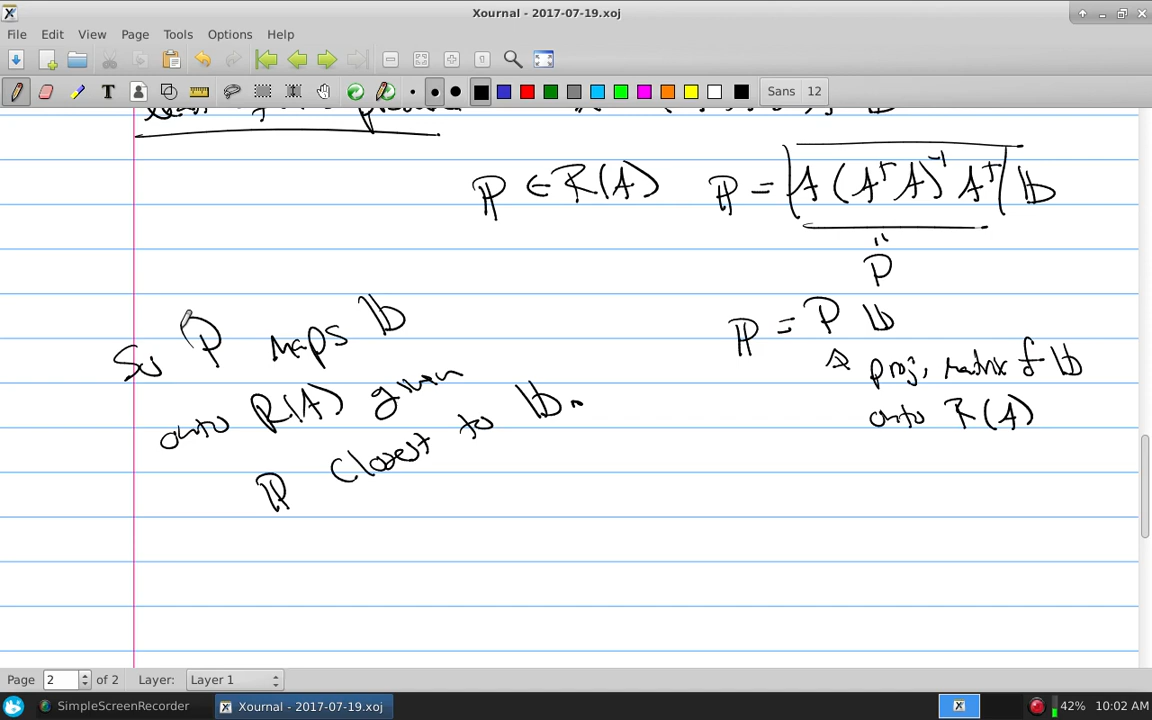 Xournal - 2017-07-19.xoj
File Edit View Page Tools Options Help
Sans 12
ℙ ∈ R(A) ℙ = A (AᵀA)⁻¹ Aᵀ 𝕓
"
P
ℙ = P 𝕓
proj. matrix of 𝕓
onto R(A)
So P maps 𝕓
onto R(A) given
ℙ closest to 𝕓.
Page 2 of 2 Layer: Layer 1
SimpleScreenRecorder Xournal - 2017-07-19.xoj 42% 10:02 AM